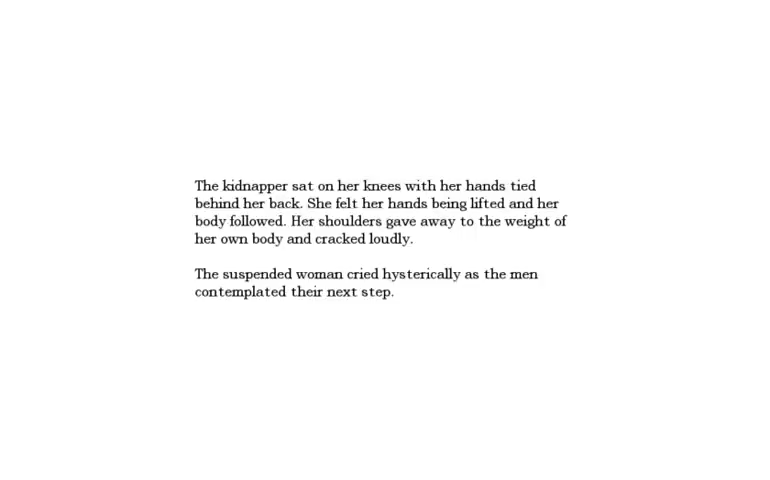 The kidnapper sat on her knees with her hands tied
behind her back. She felt her hands being lifted and her
body followed. Her shoulders gave away to the weight of
her own body and cracked loudly.
The suspended woman cried hysterically as the men
contemplated their next step.